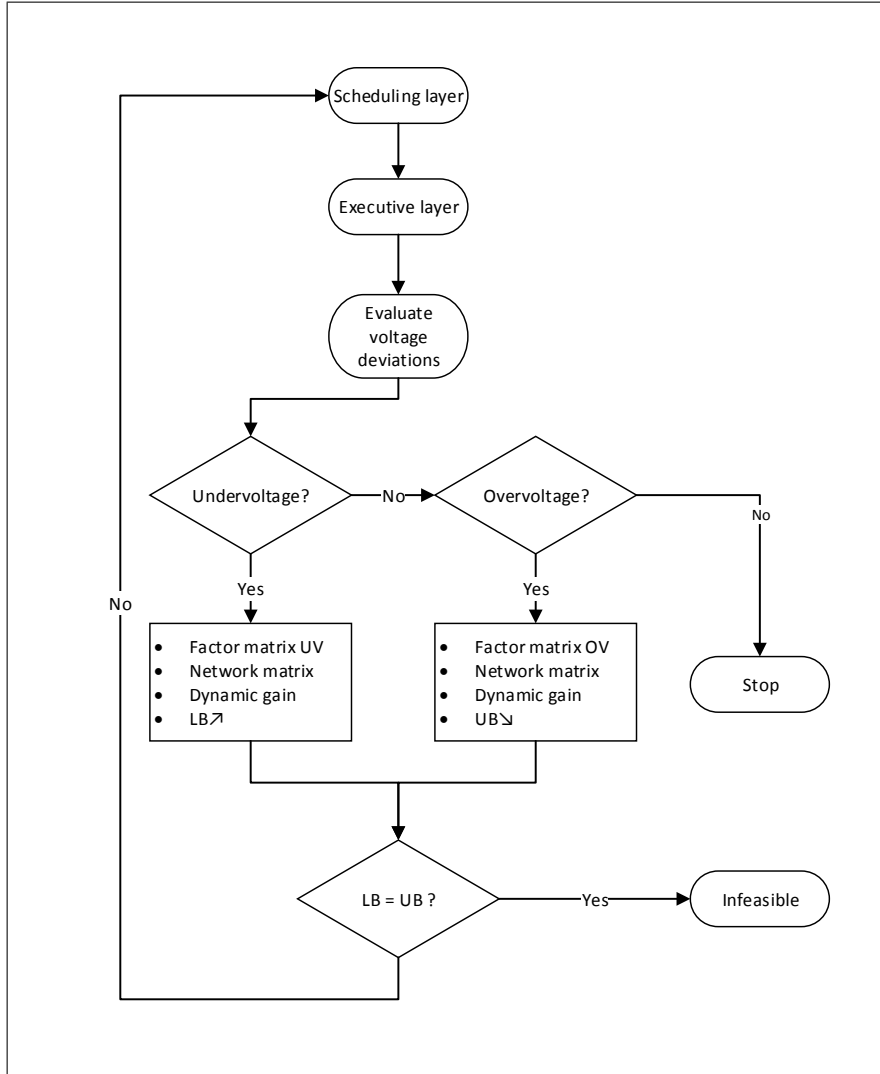 Scheduling layer
Executive layer
Evaluate
voltage
deviations
Undervoltage?
No
Overvoltage?
No
Yes
Yes
No
• Factor matrix UV
• Network matrix
• Dynamic gain
• LB↗
• Factor matrix OV
• Network matrix
• Dynamic gain
• UB↘
Stop
LB = UB ?
Yes
Infeasible